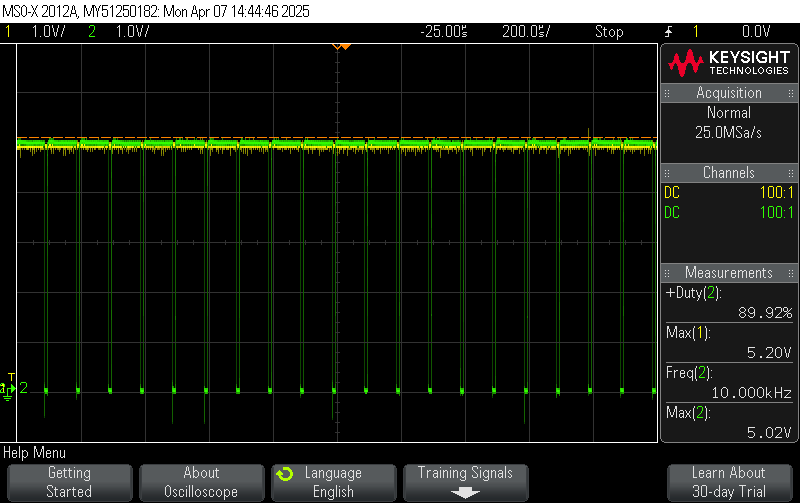 MSO-X 2012A, MY51250182: Mon Apr 07 14:44:46 2025
1 1.0V/ 2 1.0V/ -25.00s 200.0s/ Stop 1 0.0V
KEYSIGHT
TECHNOLOGIES
Acquisition
Normal
25.0MSa/s
Channels
DC 100:1
DC 100:1
Measurements
+Duty(2):
89.92%
Max(1):
5.20V
Freq(2):
10.000kHz
Max(2):
5.02V
T
2
Help Menu
Getting
Started
About
Oscilloscope
Language
English
Training Signals
Learn About
30-day Trial